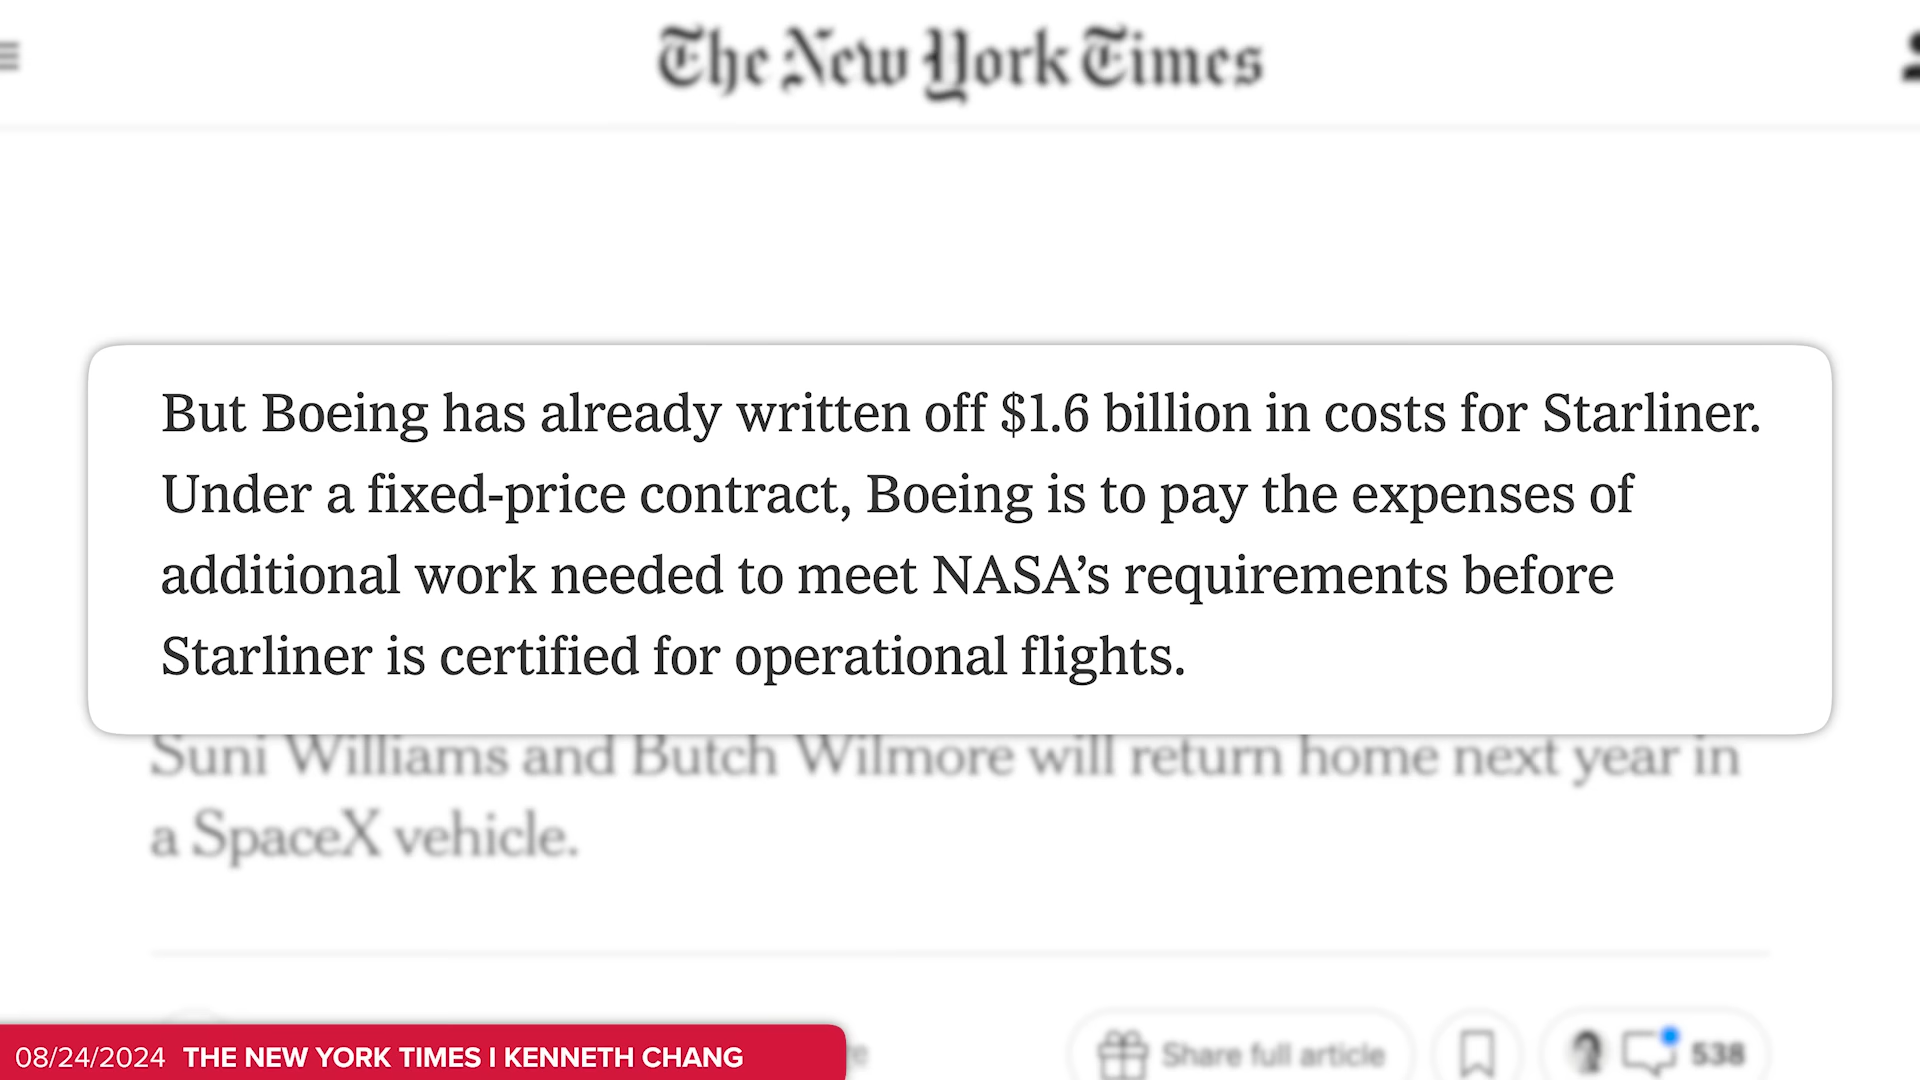 The New York Times
But Boeing has already written off $1.6 billion in costs for Starliner.
Under a fixed-price contract, Boeing is to pay the expenses of
additional work needed to meet NASA’s requirements before
Starliner is certified for operational flights.
Suni Williams and Butch Wilmore will return home next year in
a SpaceX vehicle.
Share full article
538
08/24/2024 THE NEW YORK TIMES | KENNETH CHANG